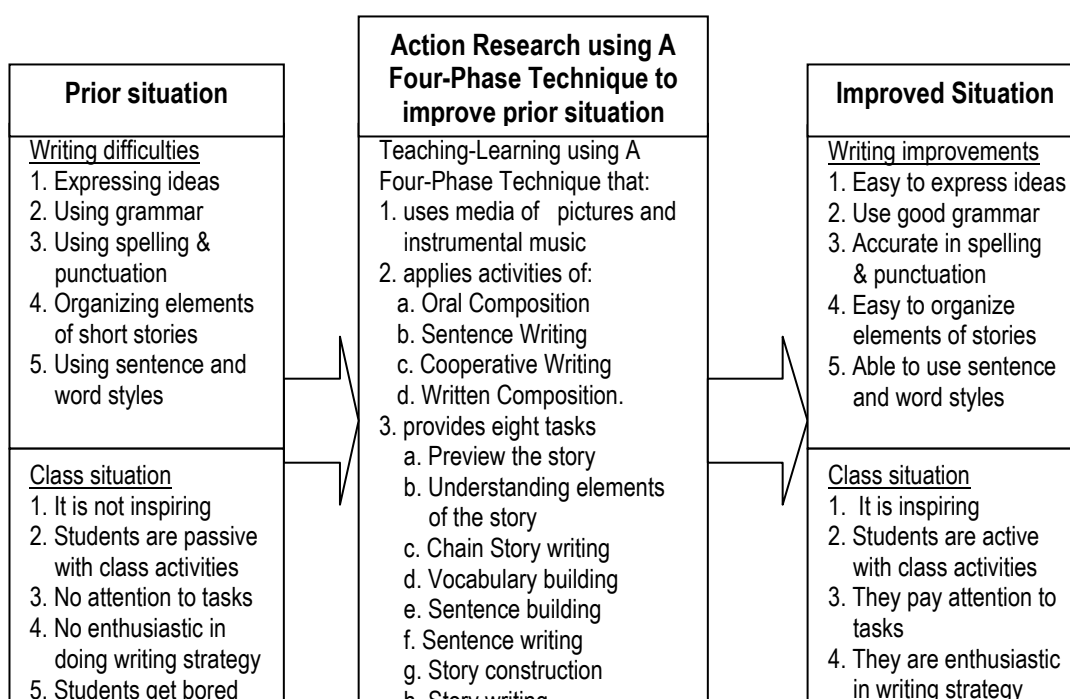 Prior situation
Writing difficulties
1. Expressing ideas
2. Using grammar
3. Using spelling &
punctuation
4. Organizing elements
of short stories
5. Using sentence and
word styles
Class situation
1. It is not inspiring
2. Students are passive
with class activities
3. No attention to tasks
4. No enthusiastic in
doing writing strategy
5. Students get bored
Action Research using A
Four-Phase Technique to
improve prior situation
Teaching-Learning using A
Four-Phase Technique that:
1. uses media of pictures and
instrumental music
2. applies activities of:
a. Oral Composition
b. Sentence Writing
c. Cooperative Writing
d. Written Composition.
3. provides eight tasks
a. Preview the story
b. Understanding elements
of the story
c. Chain Story writing
d. Vocabulary building
e. Sentence building
f. Sentence writing
g. Story construction
h. Story writing
Improved Situation
Writing improvements
1. Easy to express ideas
2. Use good grammar
3. Accurate in spelling
& punctuation
4. Easy to organize
elements of stories
5. Able to use sentence
and word styles
Class situation
1. It is inspiring
2. Students are active
with class activities
3. They pay attention to
tasks
4. They are enthusiastic
in writing strategy